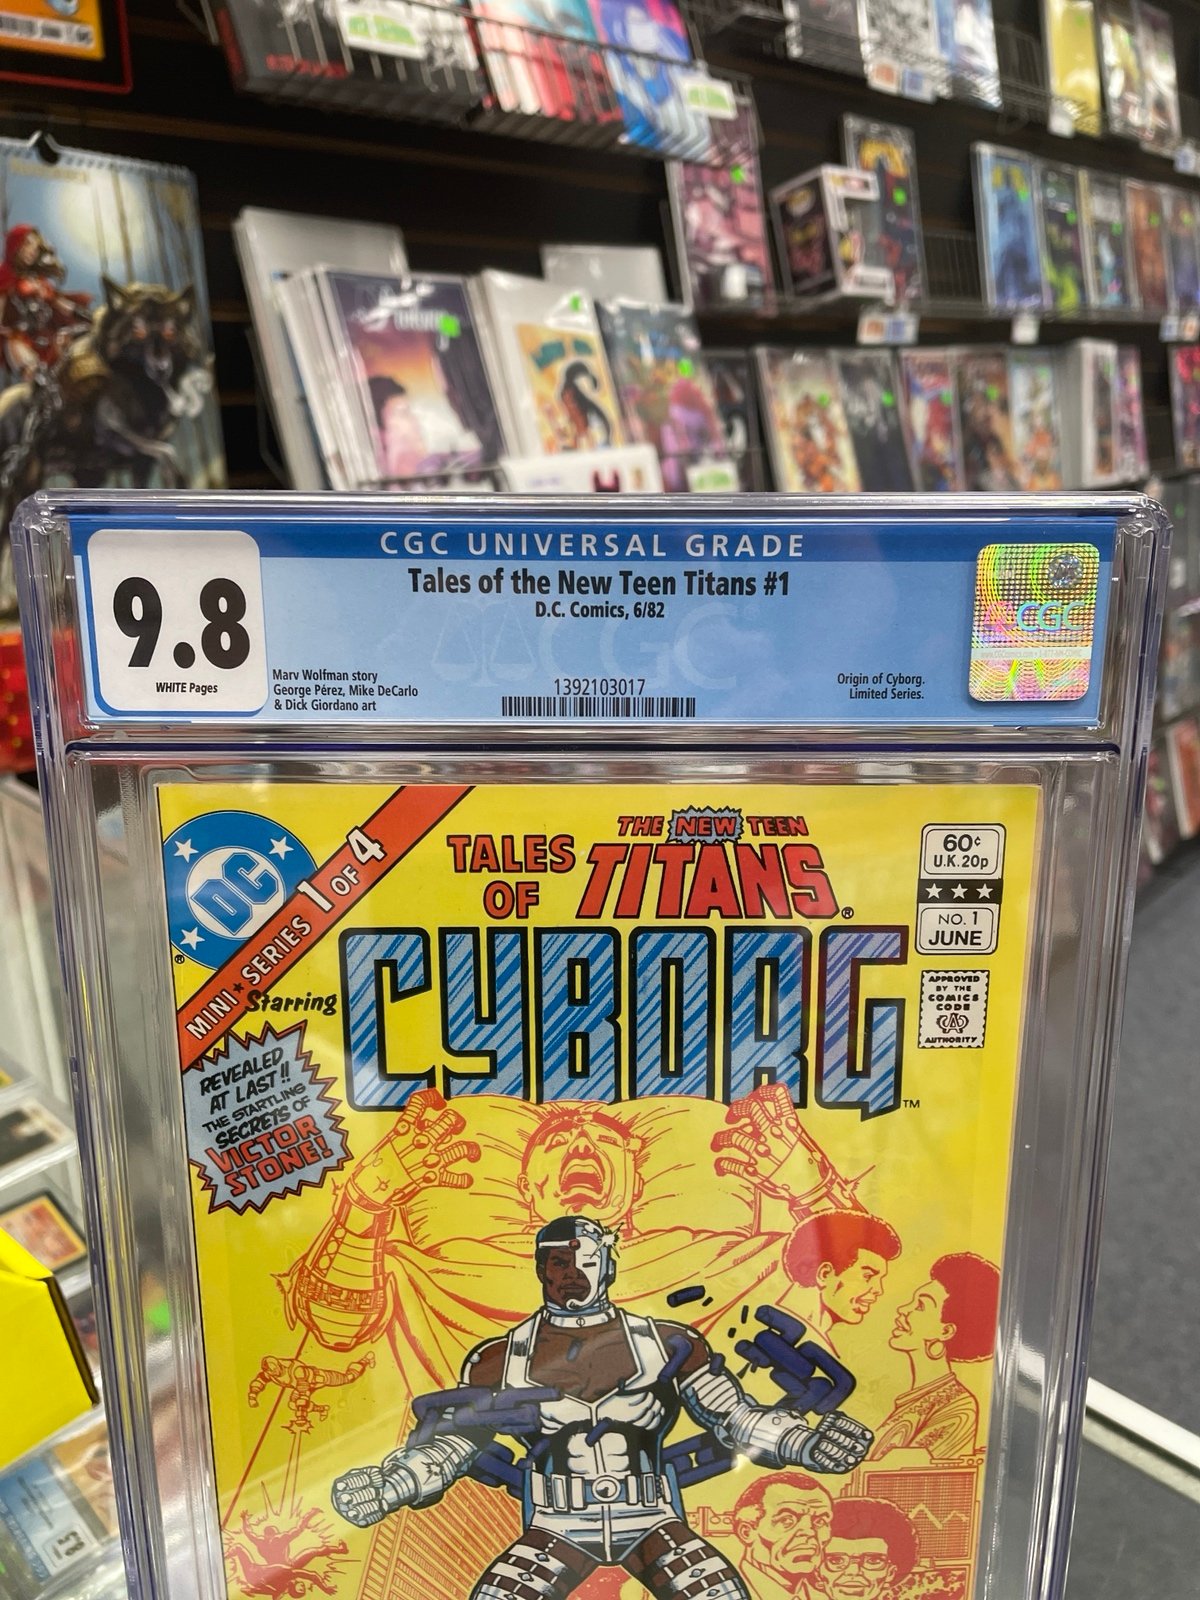 CGC UNIVERSAL GRADE
9.8
WHITE Pages
Tales of the New Teen Titans #1
D.C. Comics, 6/82
Marv Wolfman story
George Pérez, Mike DeCarlo
& Dick Giordano art
1392103017
Origin of Cyborg.
Limited Series.
CGC
CGC
DC
®
MINI★SERIES 1 OF 4
TALES OF
THE NEW TEEN
TITANS®
Starring
CYBORG™
60¢
U.K. 20p
NO. 1
JUNE
APPROVED
BY THE
COMICS
CODE
AUTHORITY
REVEALED
AT LAST!!
THE STARTLING
SECRETS OF
VICTOR
STONE!